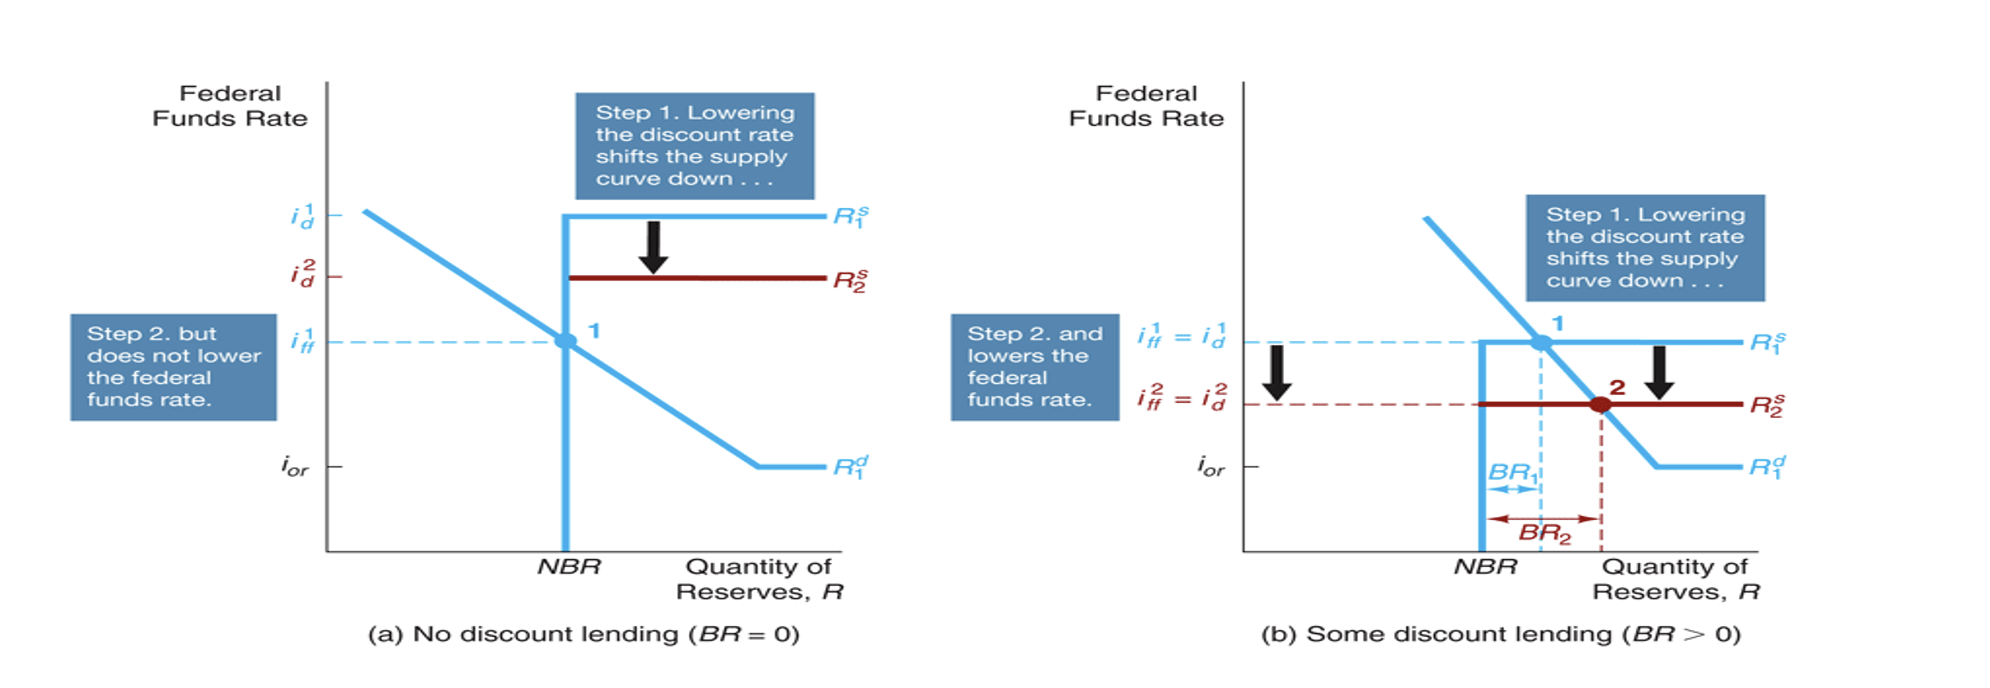 Federal
Funds Rate
Step 1. Lowering
the discount rate
shifts the supply
curve down . . .
i_d^1
R_1^s
i_d^2
R_2^s
Step 2. but
does not lower
the federal
funds rate.
i_ff^1
1
i_or
R_1^d
NBR
Quantity of
Reserves, R
(a) No discount lending (BR = 0)
Federal
Funds Rate
Step 1. Lowering
the discount rate
shifts the supply
curve down . . .
Step 2. and
lowers the
federal
funds rate.
i_ff^1 = i_d^1
1
R_1^s
i_ff^2 = i_d^2
2
R_2^s
i_or
BR_1
R_1^d
BR_2
NBR
Quantity of
Reserves, R
(b) Some discount lending (BR > 0)